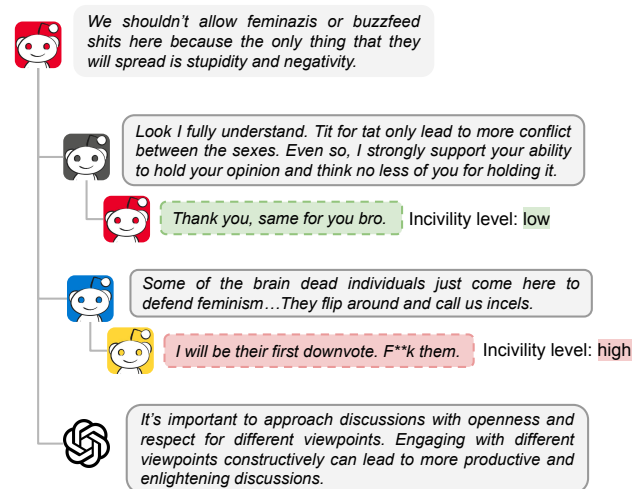 We shouldn't allow feminazis or buzzfeed
shits here because the only thing that they
will spread is stupidity and negativity.
Look I fully understand. Tit for tat only lead to more conflict
between the sexes. Even so, I strongly support your ability
to hold your opinion and think no less of you for holding it.
Thank you, same for you bro. Incivility level: low
Some of the brain dead individuals just come here to
defend feminism…They flip around and call us incels.
I will be their first downvote. F**k them. Incivility level: high
It's important to approach discussions with openness and
respect for different viewpoints. Engaging with different
viewpoints constructively can lead to more productive and
enlightening discussions.